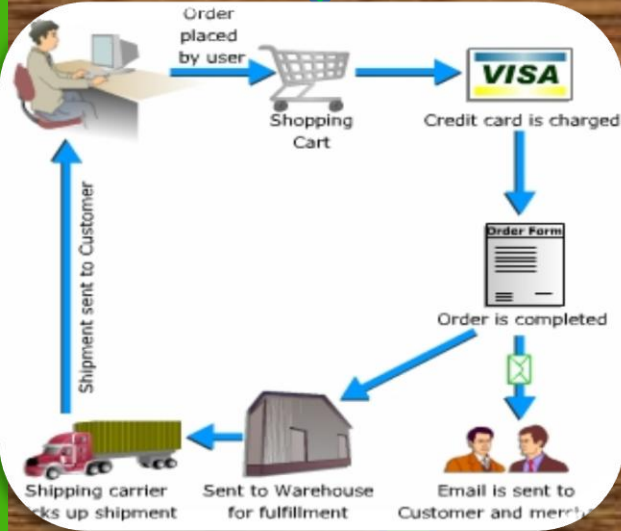 Order
placed
by user
Shopping
Cart
VISA
Credit card is charged
Order Form
Order is completed
Shipment sent to Customer
Shipping carrier
cks up shipment
Sent to Warehouse
for fulfillment
Email is sent to
Customer and merc